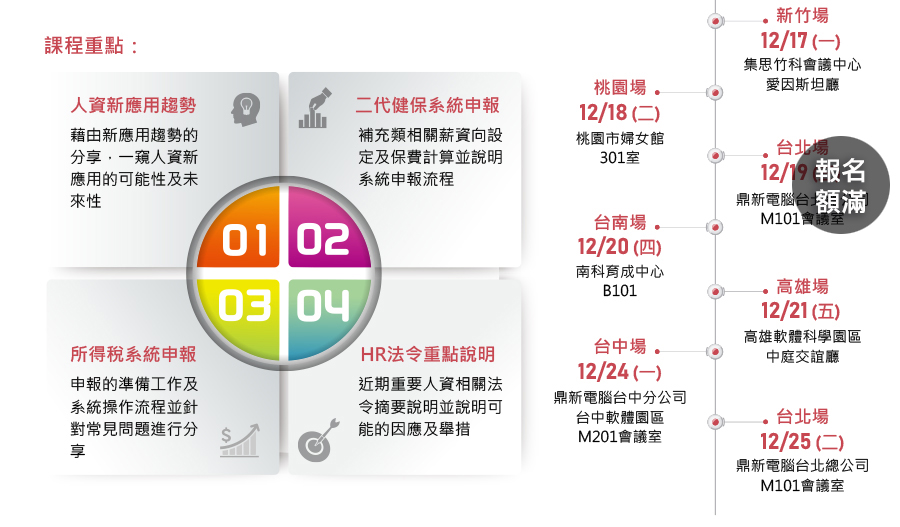 課程重點：
人資新應用趨勢
藉由新應用趨勢的
分享，一窺人資新
應用的可能性及未
來性
二代健保系統申報
補充類相關薪資向設
定及保費計算並說明
系統申報流程
01
02
03
04
所得稅系統申報
申報的準備工作及
系統操作流程並針
對常見問題進行分
享
$
HR法令重點說明
近期重要人資相關法
令摘要說明並說明可
能的因應及舉措
新竹場
12/17 (一)
集思竹科會議中心
愛因斯坦廳
桃園場
12/18 (二)
桃園市婦女館
301室
台北場
12/19
鼎新電腦台北 司
M101會議室
報名
額滿
台南場
12/20 (四)
南科育成中心
B101
高雄場
12/21 (五)
高雄軟體科學園區
中庭交誼廳
台中場
12/24 (一)
鼎新電腦台中分公司
台中軟體園區
M201會議室
台北場
12/25 (二)
鼎新電腦台北總公司
M101會議室